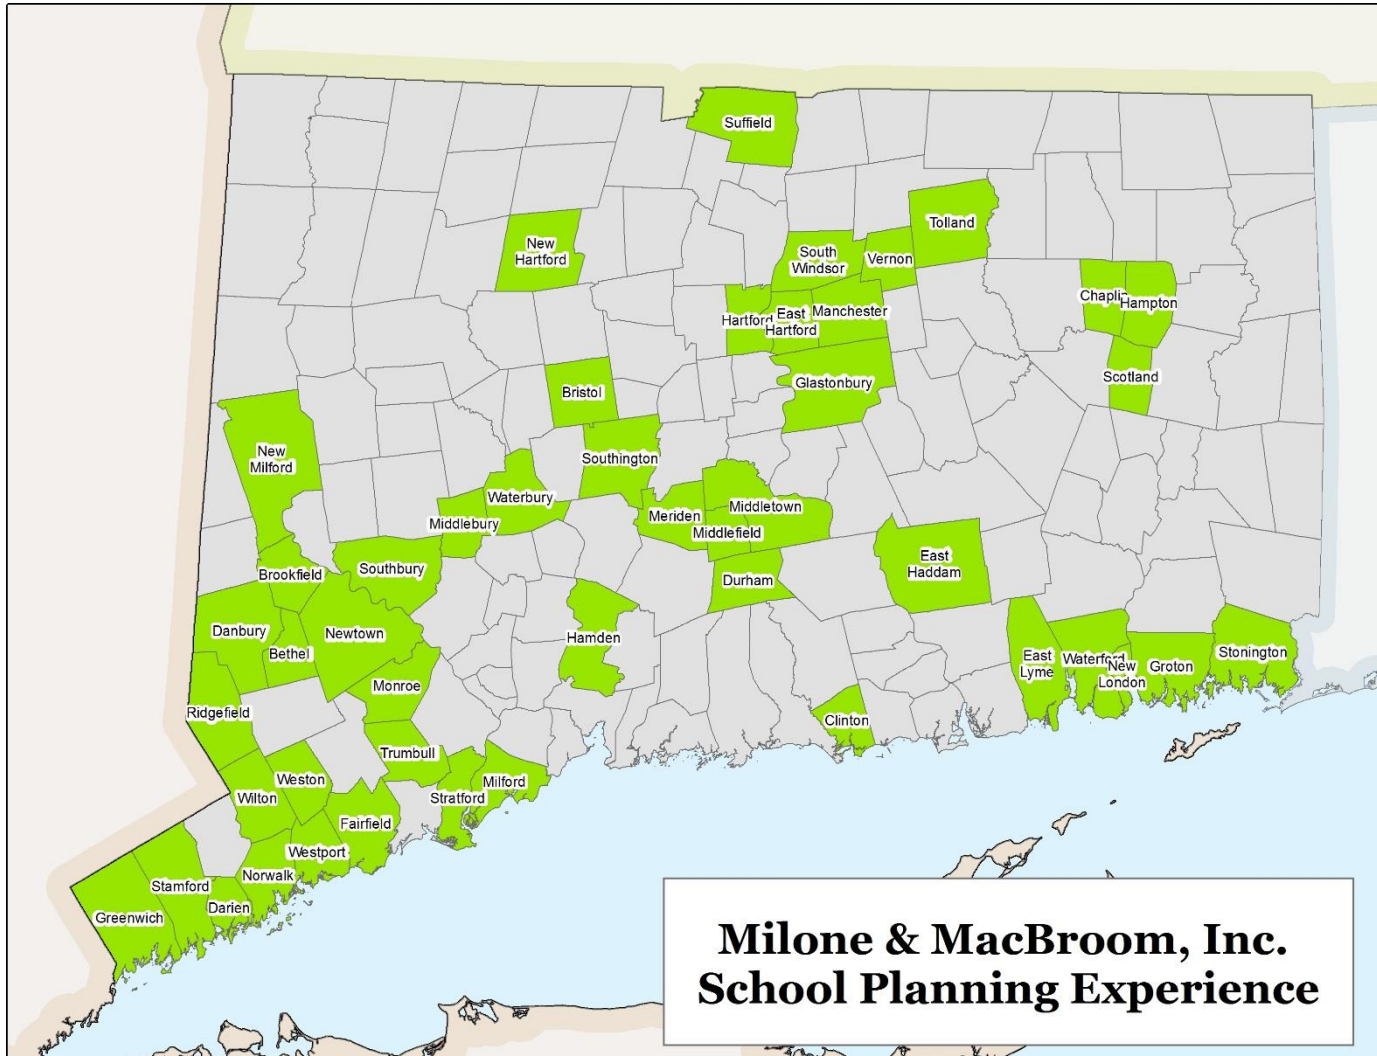 Suffield
Tolland
New
Hartford
South
Windsor
Vernon
Chaplin
Hampton
Hartford
East
Hartford
Manchester
Scotland
Glastonbury
Bristol
New
Milford
Southington
Waterbury
Middlebury
Meriden
Middletown
Middlefield
East
Haddam
Brookfield
Southbury
Durham
Danbury
Newtown
Bethel
Hamden
East
Lyme
Waterford
New
London
Groton
Stonington
Monroe
Ridgefield
Clinton
Trumbull
Weston
Wilton
Stratford
Milford
Fairfield
Westport
Norwalk
Stamford
Darien
Greenwich
Milone & MacBroom, Inc.
School Planning Experience